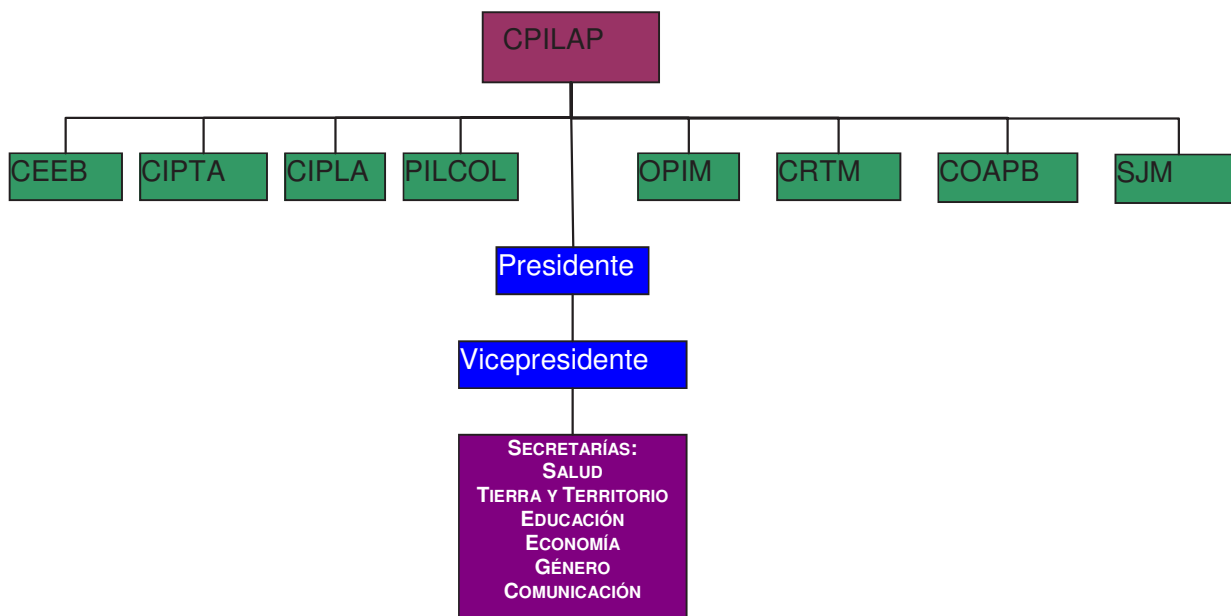 CPILAP
CEEB
CIPTA
CIPLA
PILCOL
OPIM
CRTM
COAPB
SJM
Presidente
Vicepresidente
SECRETARÍAS:
SALUD
TIERRA Y TERRITORIO
EDUCACIÓN
ECONOMÍA
GÉNERO
COMUNICACIÓN